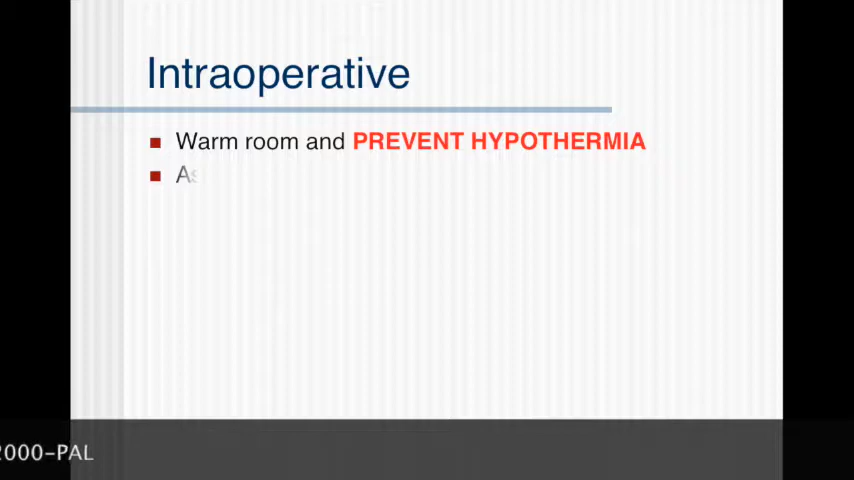 Intraoperative
Warm room and PREVENT HYPOTHERMIA
2000-PAL